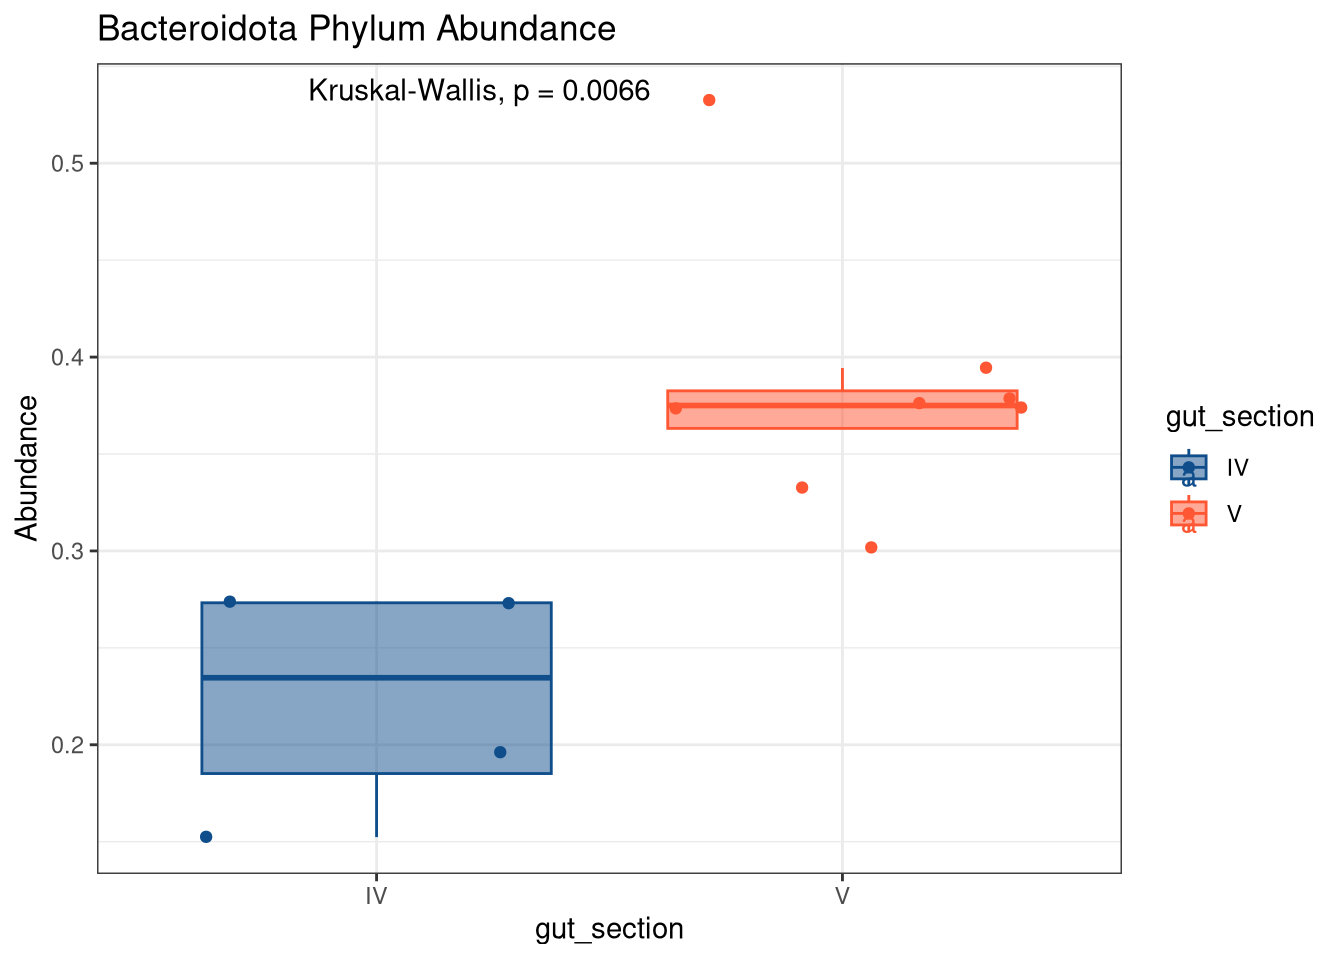 Bacteroidota Phylum Abundance
Kruskal-Wallis, p = 0.0066
0.5
0.4
0.3
0.2
Abundance
IV
V
gut_section
gut_section
a
IV
a
V